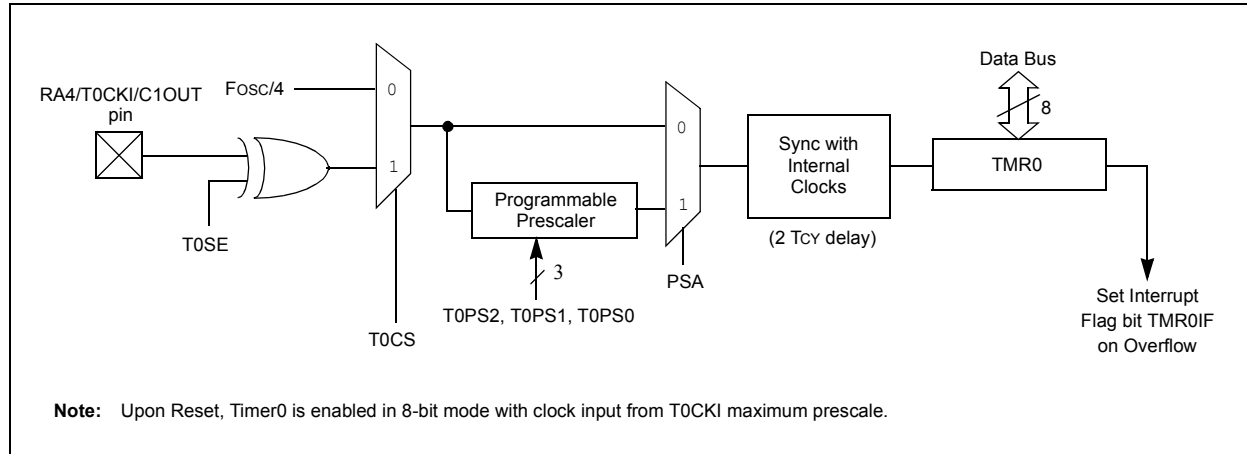 Data Bus
8
RA4/T0CKI/C1OUT
pin
FOSC/4
0
1
0
1
Programmable
Prescaler
Sync with
Internal
Clocks
TMR0
(2 TCY delay)
T0SE
3
PSA
T0PS2, T0PS1, T0PS0
T0CS
Set Interrupt
Flag bit TMR0IF
on Overflow
Note: Upon Reset, Timer0 is enabled in 8-bit mode with clock input from T0CKI maximum prescale.